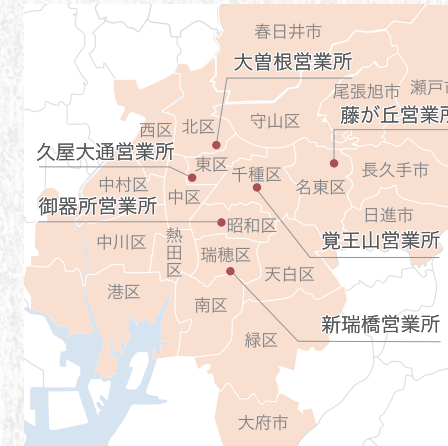 春日井市
大曽根営業所
尾張旭市
瀬戸
藤が丘営業所
西区
北区
守山区
久屋大通営業所
東区
千種区
長久手市
中村区
中区
名東区
御器所営業所
日進市
昭和区
覚王山営業所
中川区
熱田区
瑞穂区
天白区
港区
南区
新瑞橋営業所
緑区
大府市